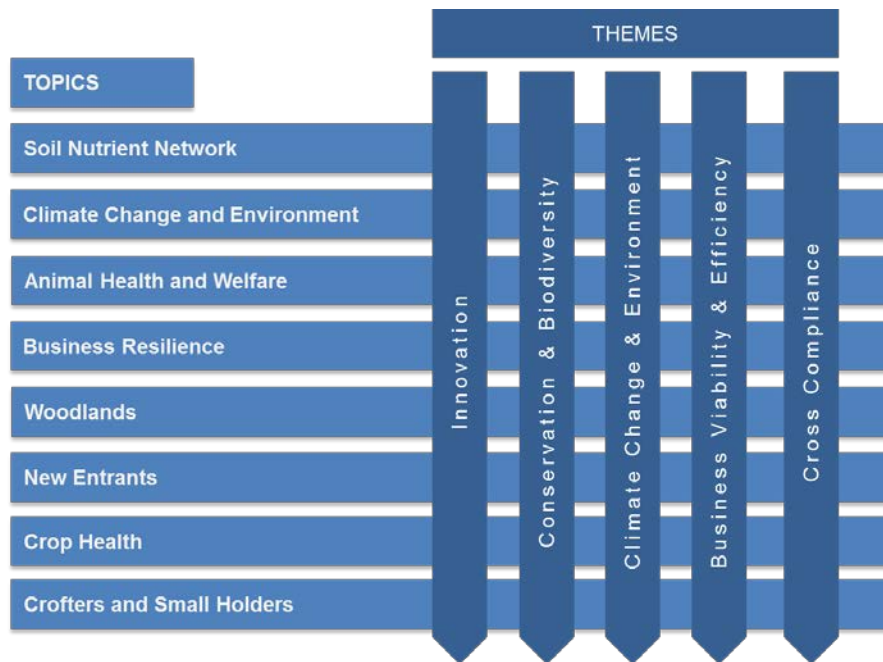 THEMES
TOPICS
Soil Nutrient Network
Climate Change and Environment
Animal Health and Welfare
Business Resilience
Woodlands
New Entrants
Crop Health
Crofters and Small Holders
Innovation
Conservation & Biodiversity
Climate Change & Environment
Business Viability & Efficiency
Cross Compliance